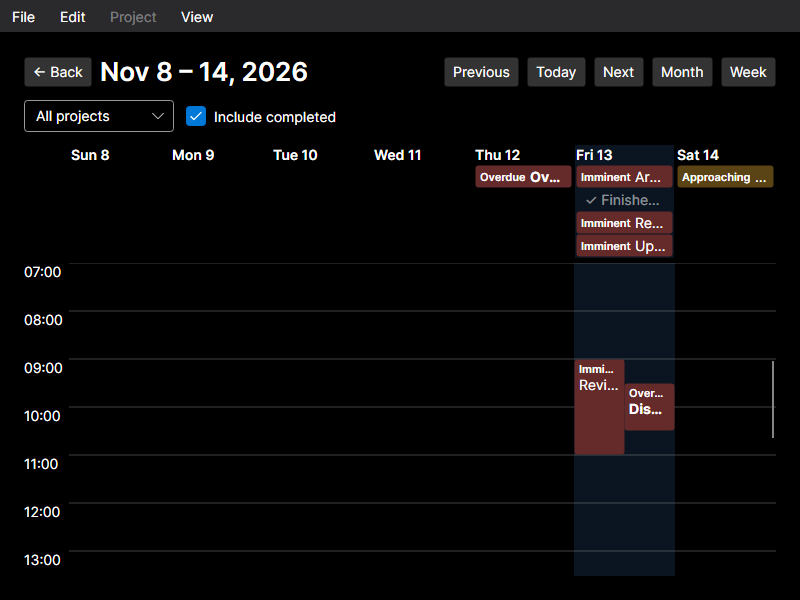 File Edit Project View
← Back Nov 8 – 14, 2026 Previous Today Next Month Week
All projects Include completed
Sun 8 Mon 9 Tue 10 Wed 11 Thu 12 Fri 13 Sat 14
Overdue Ov... Imminent Ar... Approaching ...
✓ Finishe...
Imminent Re...
Imminent Up...
07:00
08:00
09:00
Immi...
Revi...
Over...
Dis...
10:00
11:00
12:00
13:00